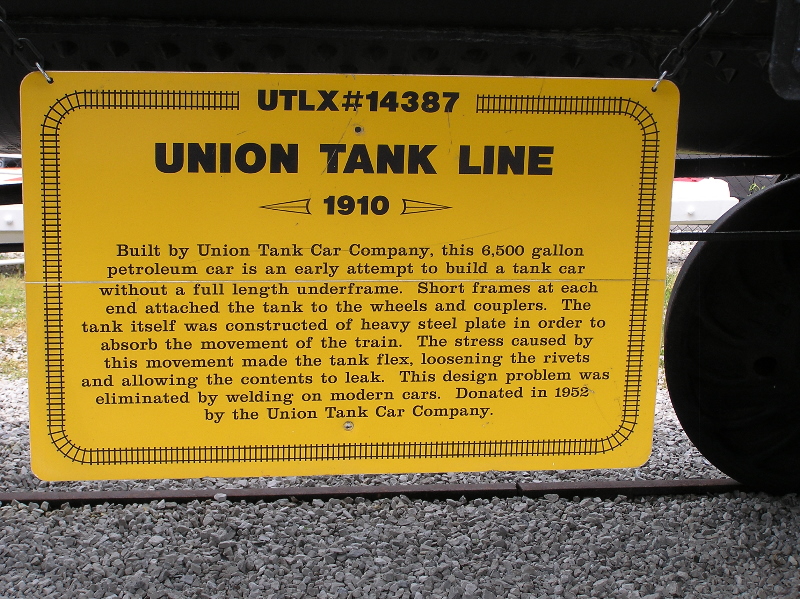 UTLX#14387
UNION TANK LINE
1910
Built by Union Tank Car Company, this 6,500 gallon
petroleum car is an early attempt to build a tank car
without a full length underframe. Short frames at each
end attached the tank to the wheels and couplers. The
tank itself was constructed of heavy steel plate in order to
absorb the movement of the train. The stress caused by
this movement made the tank flex, loosening the rivets
and allowing the contents to leak. This design problem was
eliminated by welding on modern cars. Donated in 1952
by the Union Tank Car Company.